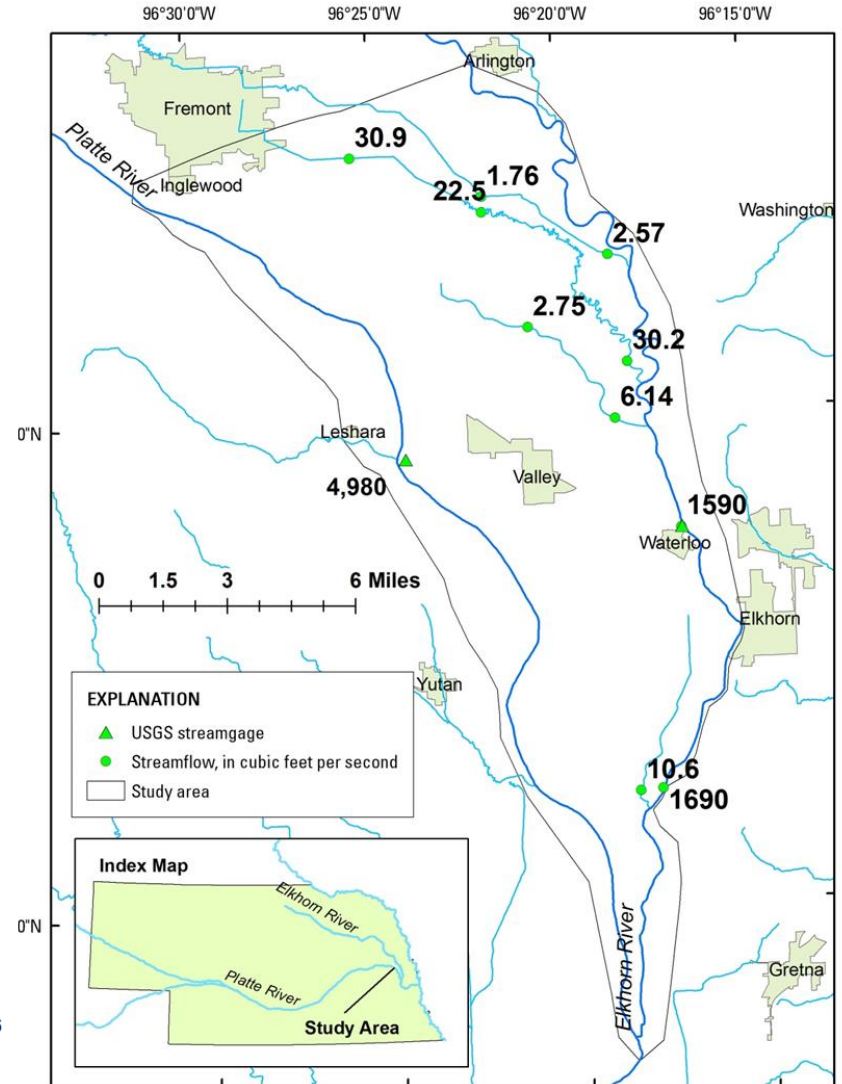 96°30'0"W
96°25'0"W
96°20'0"W
96°15'0"W
Arlington
Fremont
Platte River
30.9
Inglewood
1.76
22.5
Washington
2.57
2.75
30.2
6.14
0"N
Leshara
4,980
Valley
1590
Waterloo
0 1.5 3 6 Miles
Elkhorn
Yutan
EXPLANATION
USGS streamgage
Streamflow, in cubic feet per second
Study area
10.6
1690
Index Map
Elkhorn River
Platte River
Study Area
0"N
Elkhorn River
Gretna